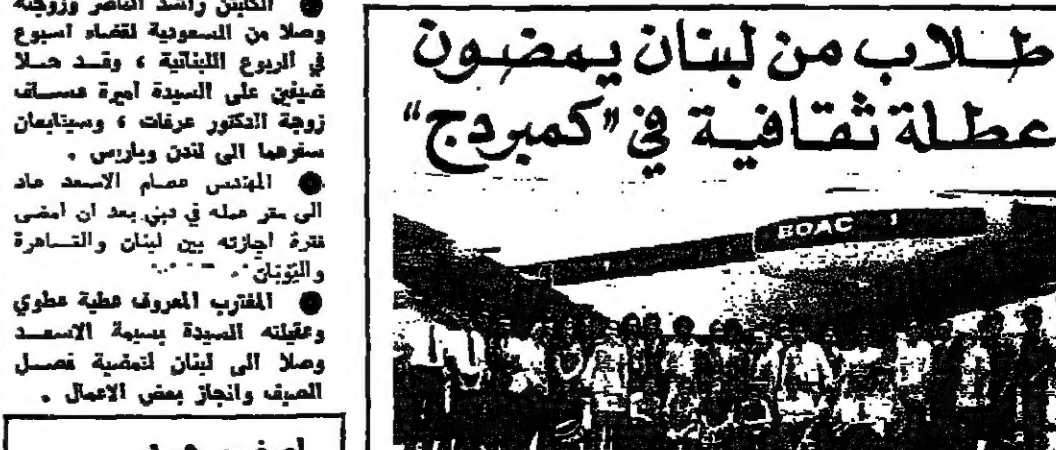 طلاب من لبنان يمضون
عطلة ثقافية في "كمبردج"
BOAC
● الكابتن راشد الناصر وزوجته
وصلا من السعودية لقضاء اسبوع
في الربوع اللبنانية ، وقد حلا
ضيفين على السيدة اميرة عساف
زوجة الدكتور عرفات ، وسيتابعان
سفرهما الى لندن وباريس .
● المهندس عصام الاسعد عاد
الى مقر عمله في دبي بعد ان امضى
فترة اجازته بين لبنان والقاهرة
واليونان .
● المغترب المعروف عطية عطوي
وعقيلته السيدة بسيمة الاسعد
وصلا الى لبنان لتمضية فصل
الصيف وانجاز بعض الاعمال .